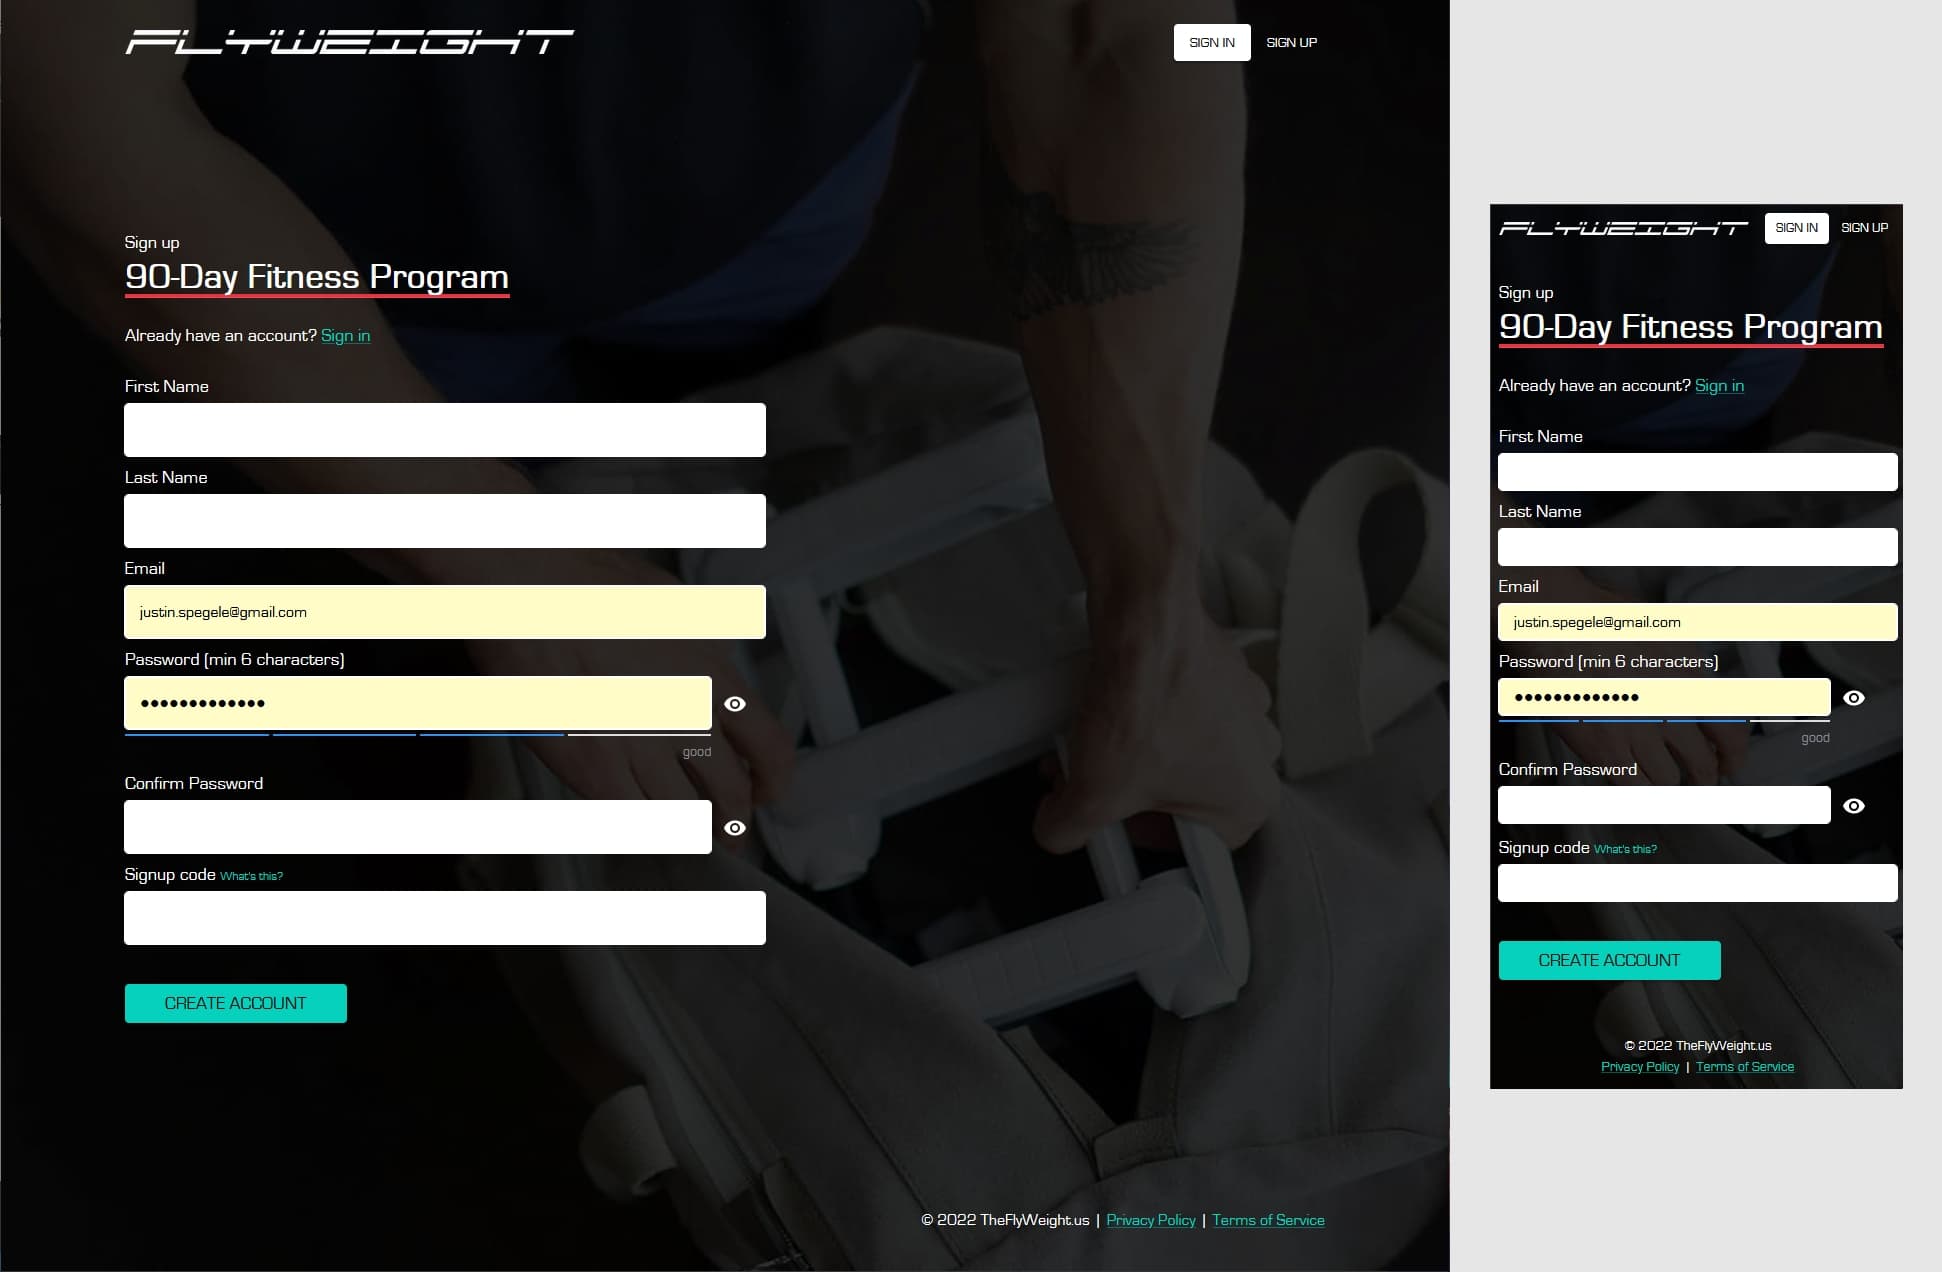 FLYWEIGHT
SIGN IN SIGN UP
Sign up
90-Day Fitness Program
Already have an account? Sign in
First Name
Last Name
Email
justin.spegele@gmail.com
Password (min 6 characters)
•••••••••••••
good
Confirm Password
Signup code What's this?
CREATE ACCOUNT
© 2022 TheFlyWeight.us | Privacy Policy | Terms of Service
FLYWEIGHT
SIGN IN SIGN UP
Sign up
90-Day Fitness Program
Already have an account? Sign in
First Name
Last Name
Email
justin.spegele@gmail.com
Password (min 6 characters)
•••••••••••••
good
Confirm Password
Signup code What's this?
CREATE ACCOUNT
© 2022 TheFlyWeight.us
Privacy Policy | Terms of Service